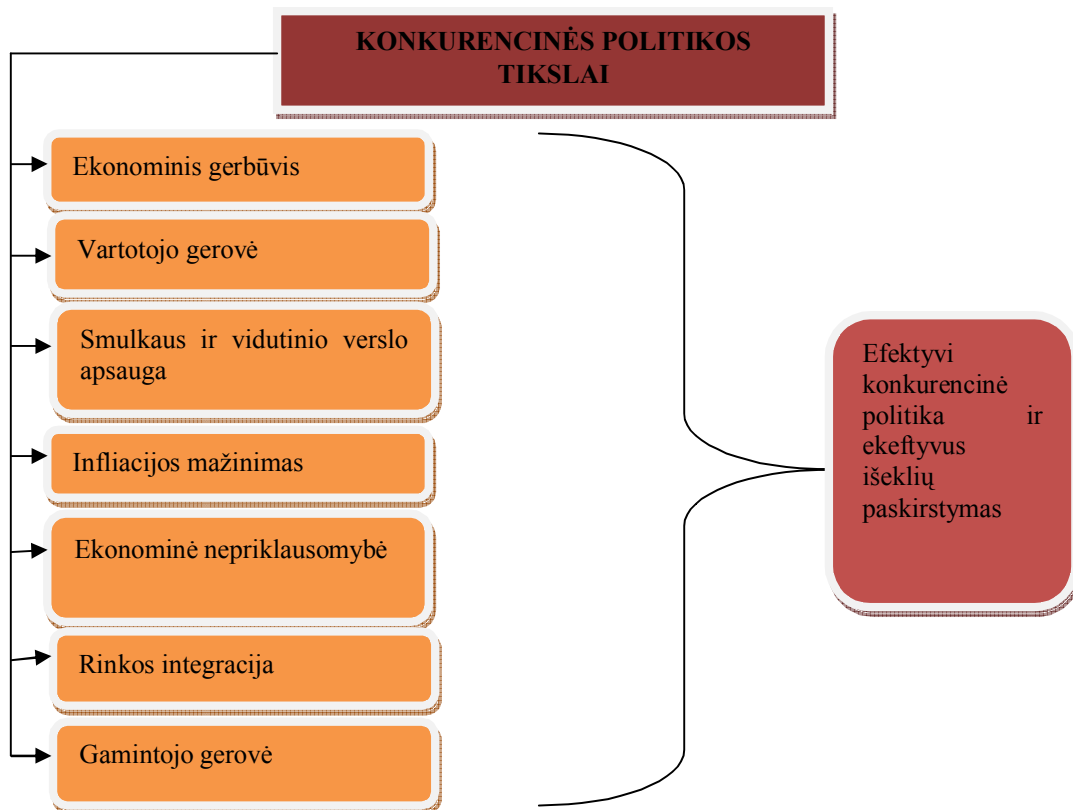 KONKURENCINĖS POLITIKOS
TIKSLAI
Ekonominis gerbūvis
Vartotojo gerovė
Smulkaus ir vidutinio verslo
apsauga
Infliacijos mažinimas
Ekonominė nepriklausomybė
Rinkos integracija
Gamintojo gerovė
Efektyvi
konkurencinė
politika ir
ekeftyvus
išeklių
paskirstymas